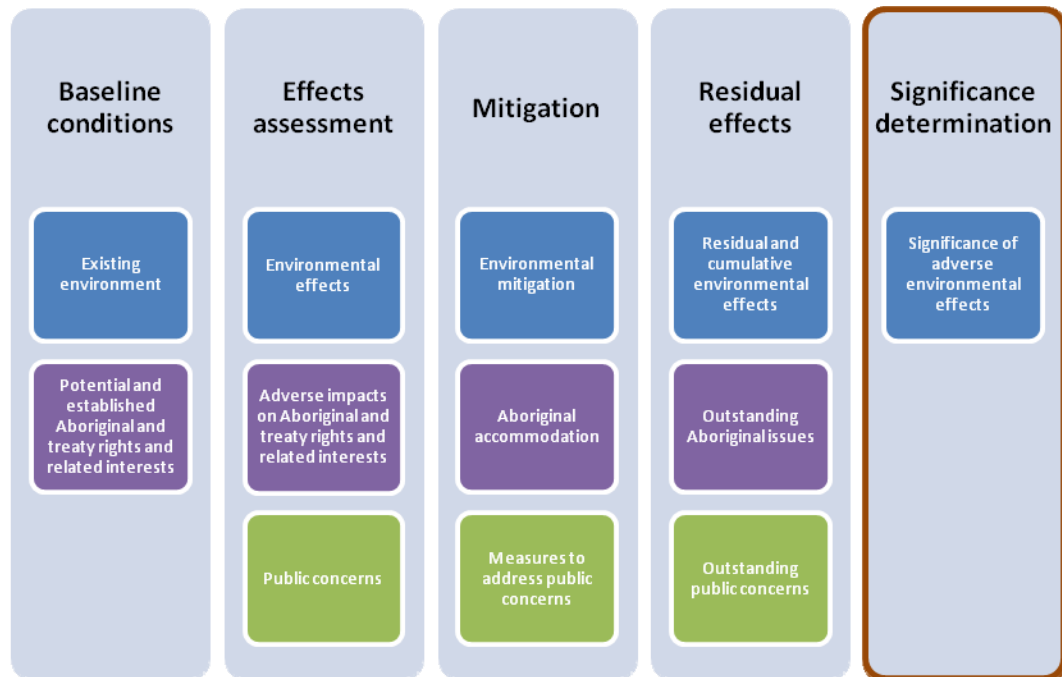 Baseline
conditions
Effects
assessment
Mitigation
Residual
effects
Significance
determination
Existing
environment
Environmental
effects
Environmental
mitigation
Residual and
cumulative
environmental
effects
Significance of
adverse
environmental
effects
Potential and
established
Aboriginal and
treaty rights and
related interests
Adverse impacts
on Aboriginal and
treaty rights and
related interests
Aboriginal
accommodation
Outstanding
Aboriginal issues
Public concerns
Measures to
address public
concerns
Outstanding
public concerns